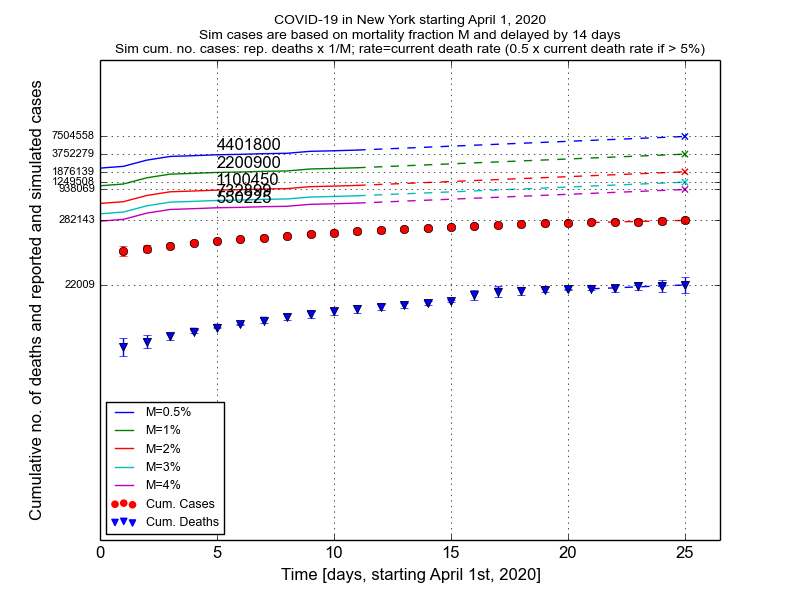 COVID-19 in New York starting April 1, 2020
Sim cases are based on mortality fraction M and delayed by 14 days
Sim cum. no. cases: rep. deaths x 1/M; rate=current death rate (0.5 x current death rate if > 5%)
Cumulative no. of deaths and reported and simulated cases
7504558
3752279
1876139
1249508
938069
282143
22009
4401800
2200900
1100450
550225
M=0.5%
M=1%
M=2%
M=3%
M=4%
Cum. Cases
Cum. Deaths
0 5 10 15 20 25
Time [days, starting April 1st, 2020]